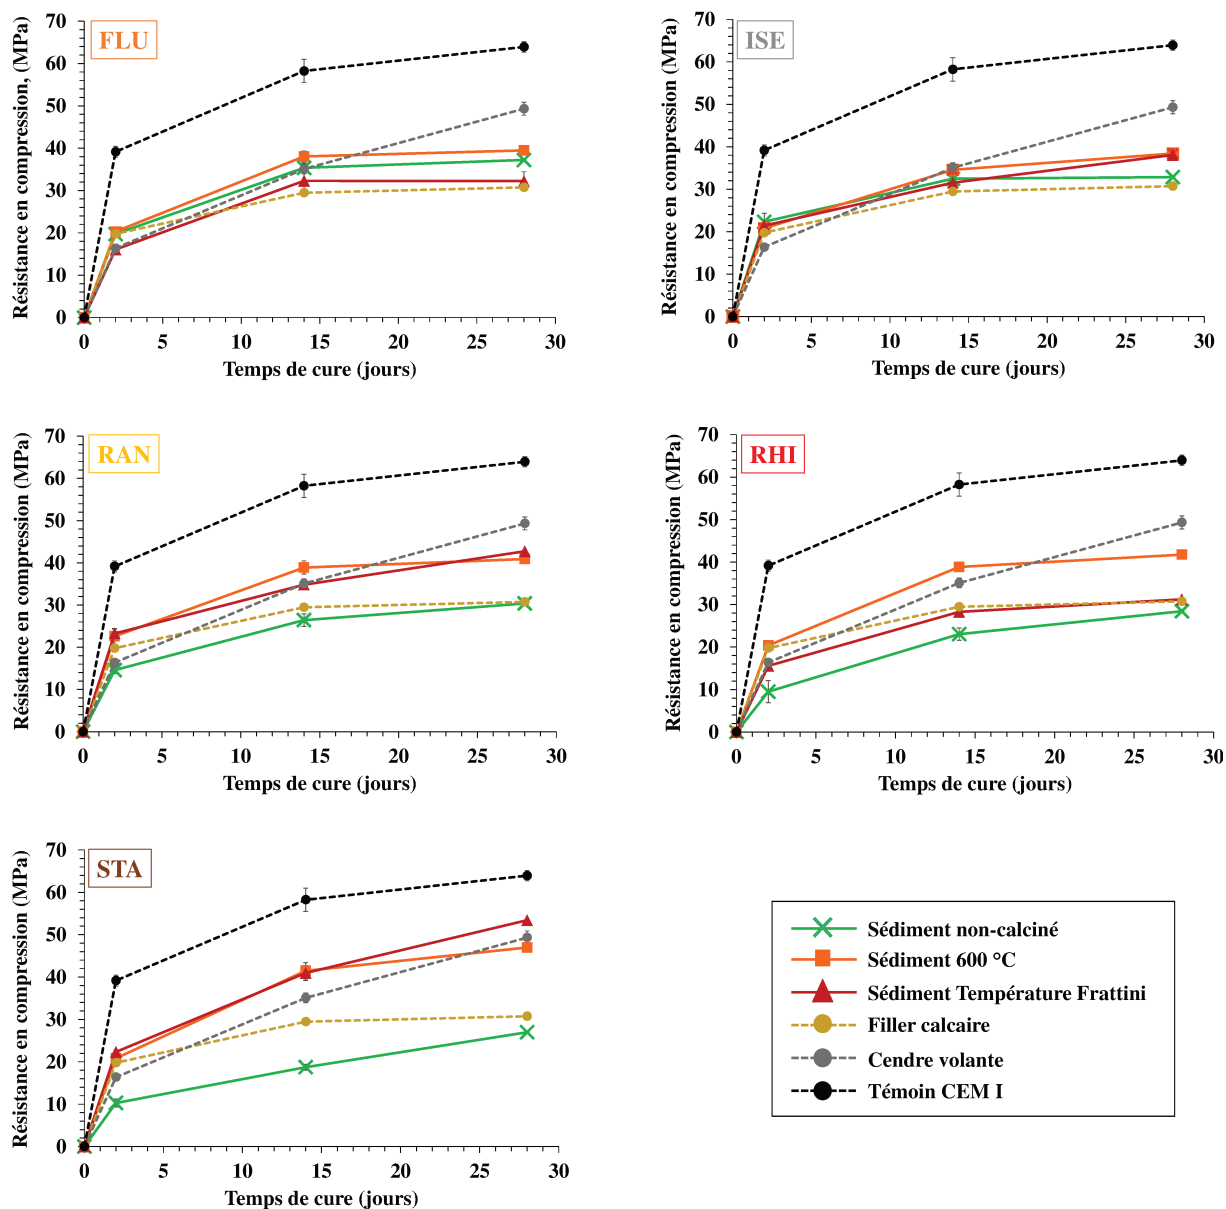 FLU
Résistance en compression, (MPa)
70
60
50
40
30
20
10
0
0 5 10 15 20 25 30
Temps de cure (jours)
ISE
Résistance en compression (MPa)
70
60
50
40
30
20
10
0
0 5 10 15 20 25 30
Temps de cure (jours)
RAN
Résistance en compression (MPa)
70
60
50
40
30
20
10
0
0 5 10 15 20 25 30
Temps de cure (jours)
RHI
Résistance en compression (MPa)
70
60
50
40
30
20
10
0
0 5 10 15 20 25 30
Temps de cure (jours)
STA
Résistance en compression (MPa)
70
60
50
40
30
20
10
0
0 5 10 15 20 25 30
Temps de cure (jours)
Sédiment non-calciné
Sédiment 600 °C
Sédiment Température Frattini
Filler calcaire
Cendre volante
Témoin CEM I